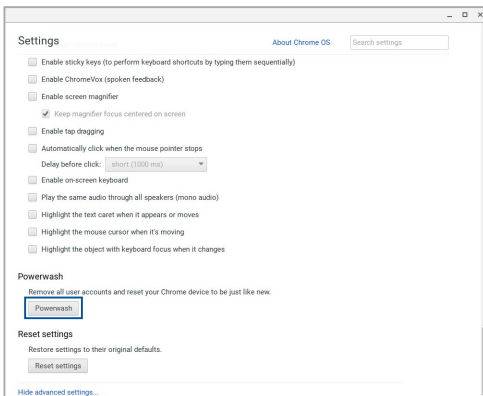 Settings
About Chrome OS
Search settings
Enable sticky keys (to perform keyboard shortcuts by typing them sequentially)
Enable ChromeVox (spoken feedback)
Enable screen magnifier
Keep magnifier focus centered on screen
Enable tap dragging
Automatically click when the mouse pointer stops
Delay before click: short (1000 ms)
Enable on-screen keyboard
Play the same audio through all speakers (mono audio)
Highlight the text caret when it appears or moves
Highlight the mouse cursor when it's moving
Highlight the object with keyboard focus when it changes
Powerwash
Remove all user accounts and reset your Chrome device to be just like new.
Powerwash
Reset settings
Restore settings to their original defaults.
Reset settings
Hide advanced settings...